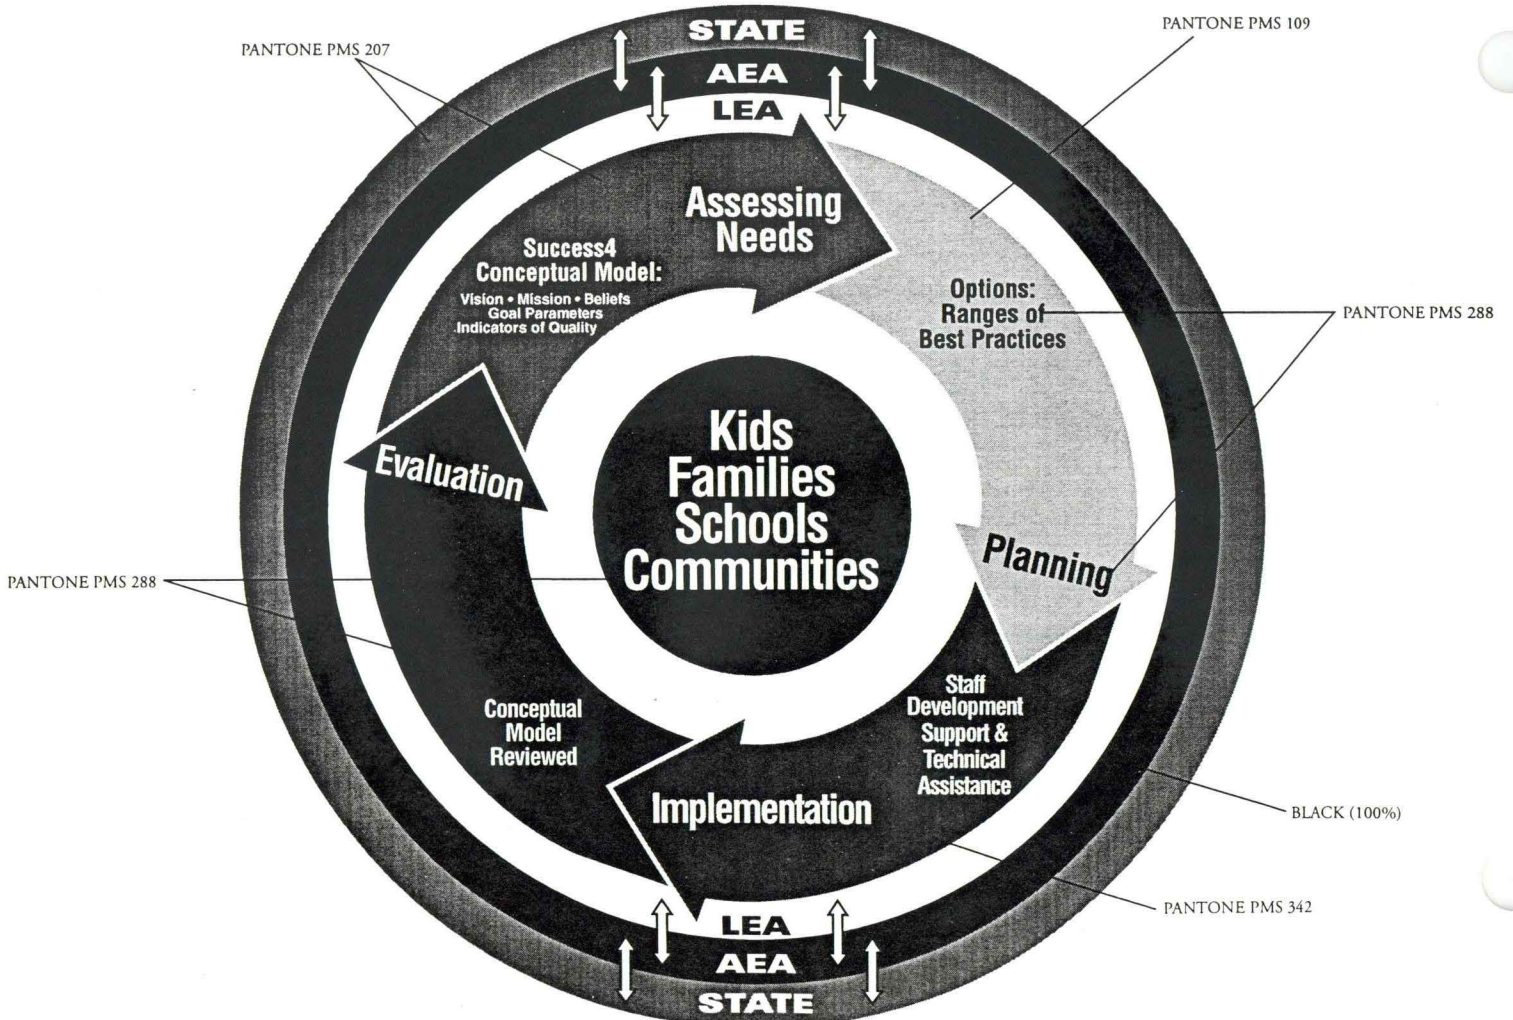 PANTONE PMS 207
PANTONE PMS 109
STATE
AEA
LEA
Assessing
Needs
Success4
Conceptual Model:
Vision • Mission • Beliefs
Goal Parameters
Indicators of Quality
Options:
Ranges of
Best Practices
PANTONE PMS 288
Kids
Families
Schools
Communities
Evaluation
Planning
PANTONE PMS 288
Conceptual
Model
Reviewed
Staff
Development
Support &
Technical
Assistance
Implementation
BLACK (100%)
PANTONE PMS 342
LEA
AEA
STATE